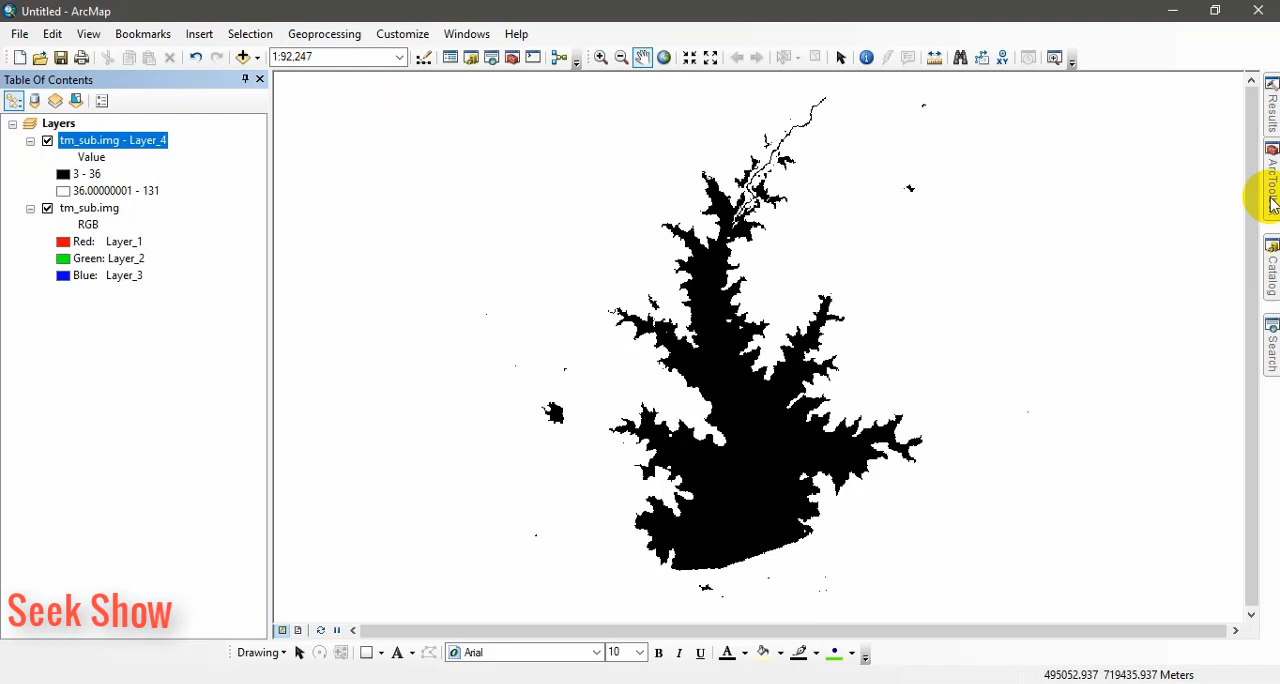 Untitled - ArcMap
File Edit View Bookmarks Insert Selection Geoprocessing Customize Windows Help
1:92,247
Table Of Contents
Layers
tm_sub.img - Layer_4
Value
3 - 36
36.00000001 - 131
tm_sub.img
RGB
Red: Layer_1
Green: Layer_2
Blue: Layer_3
Results
Catalog
Search
Seek Show
Drawing
A
Arial
10
B I U A
495052.937 719435.937 Meters